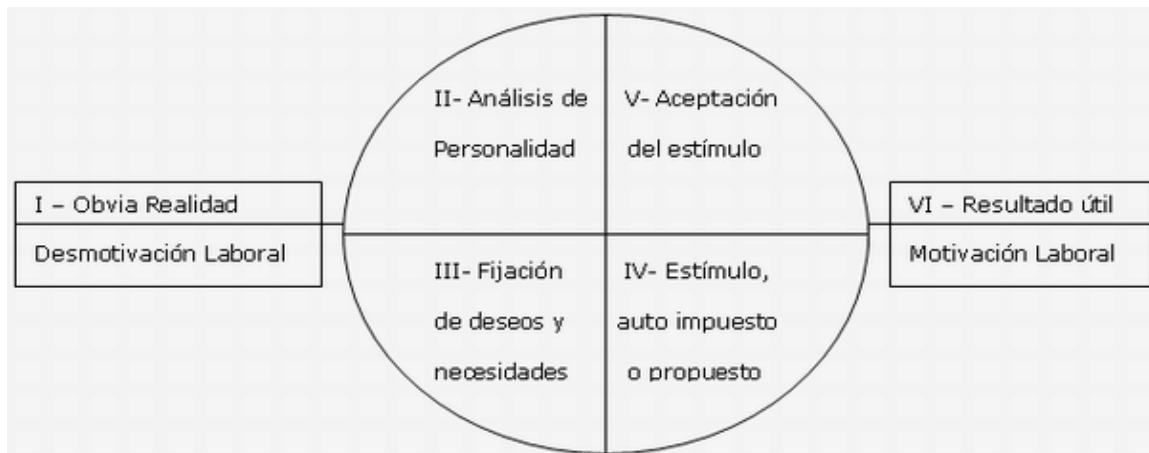 I – Obvia Realidad
Desmotivación Laboral
II- Análisis de
Personalidad
III- Fijación
de deseos y
necesidades
IV- Estímulo,
auto impuesto
o propuesto
V- Aceptación
del estímulo
VI – Resultado útil
Motivación Laboral